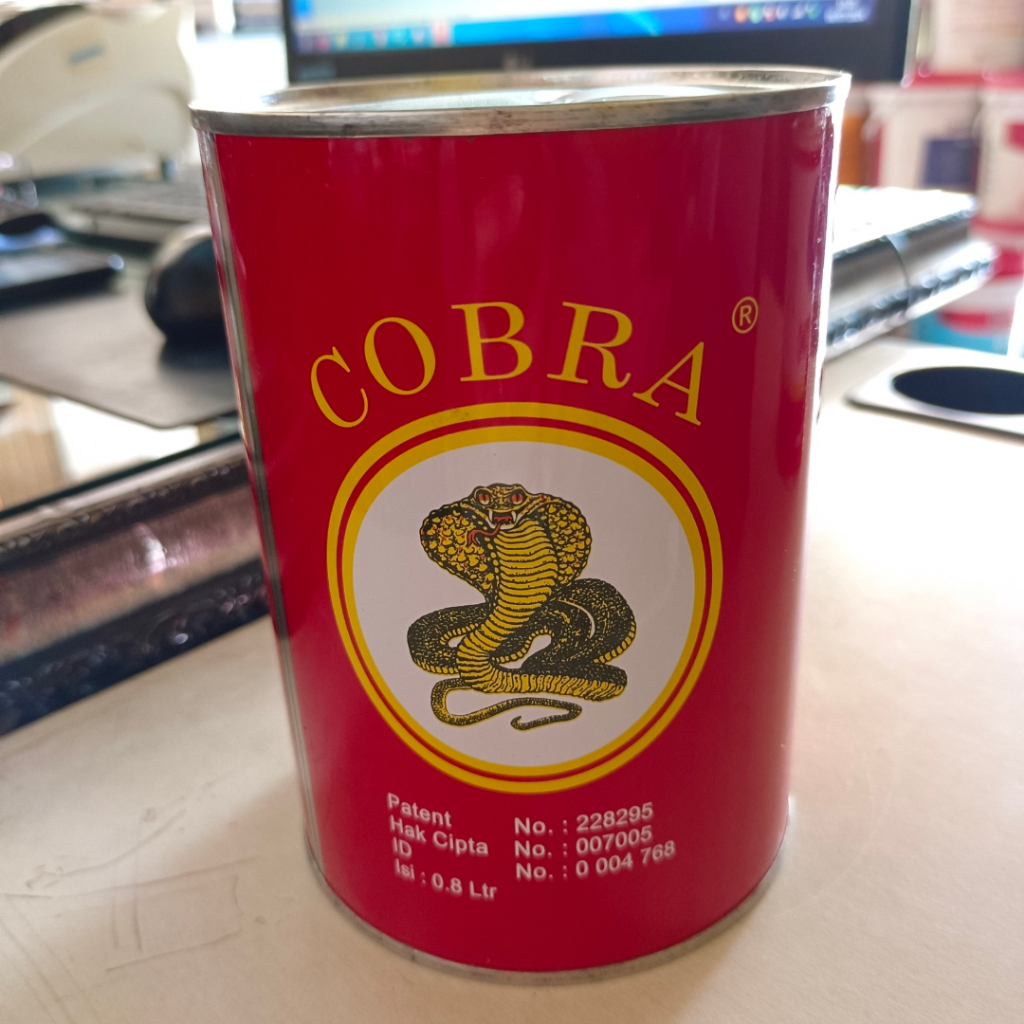 COBRA ®
Patent No. : 228295
Hak Cipta No. : 007005
ID No. : 0 004 768
Isi : 0.8 Ltr